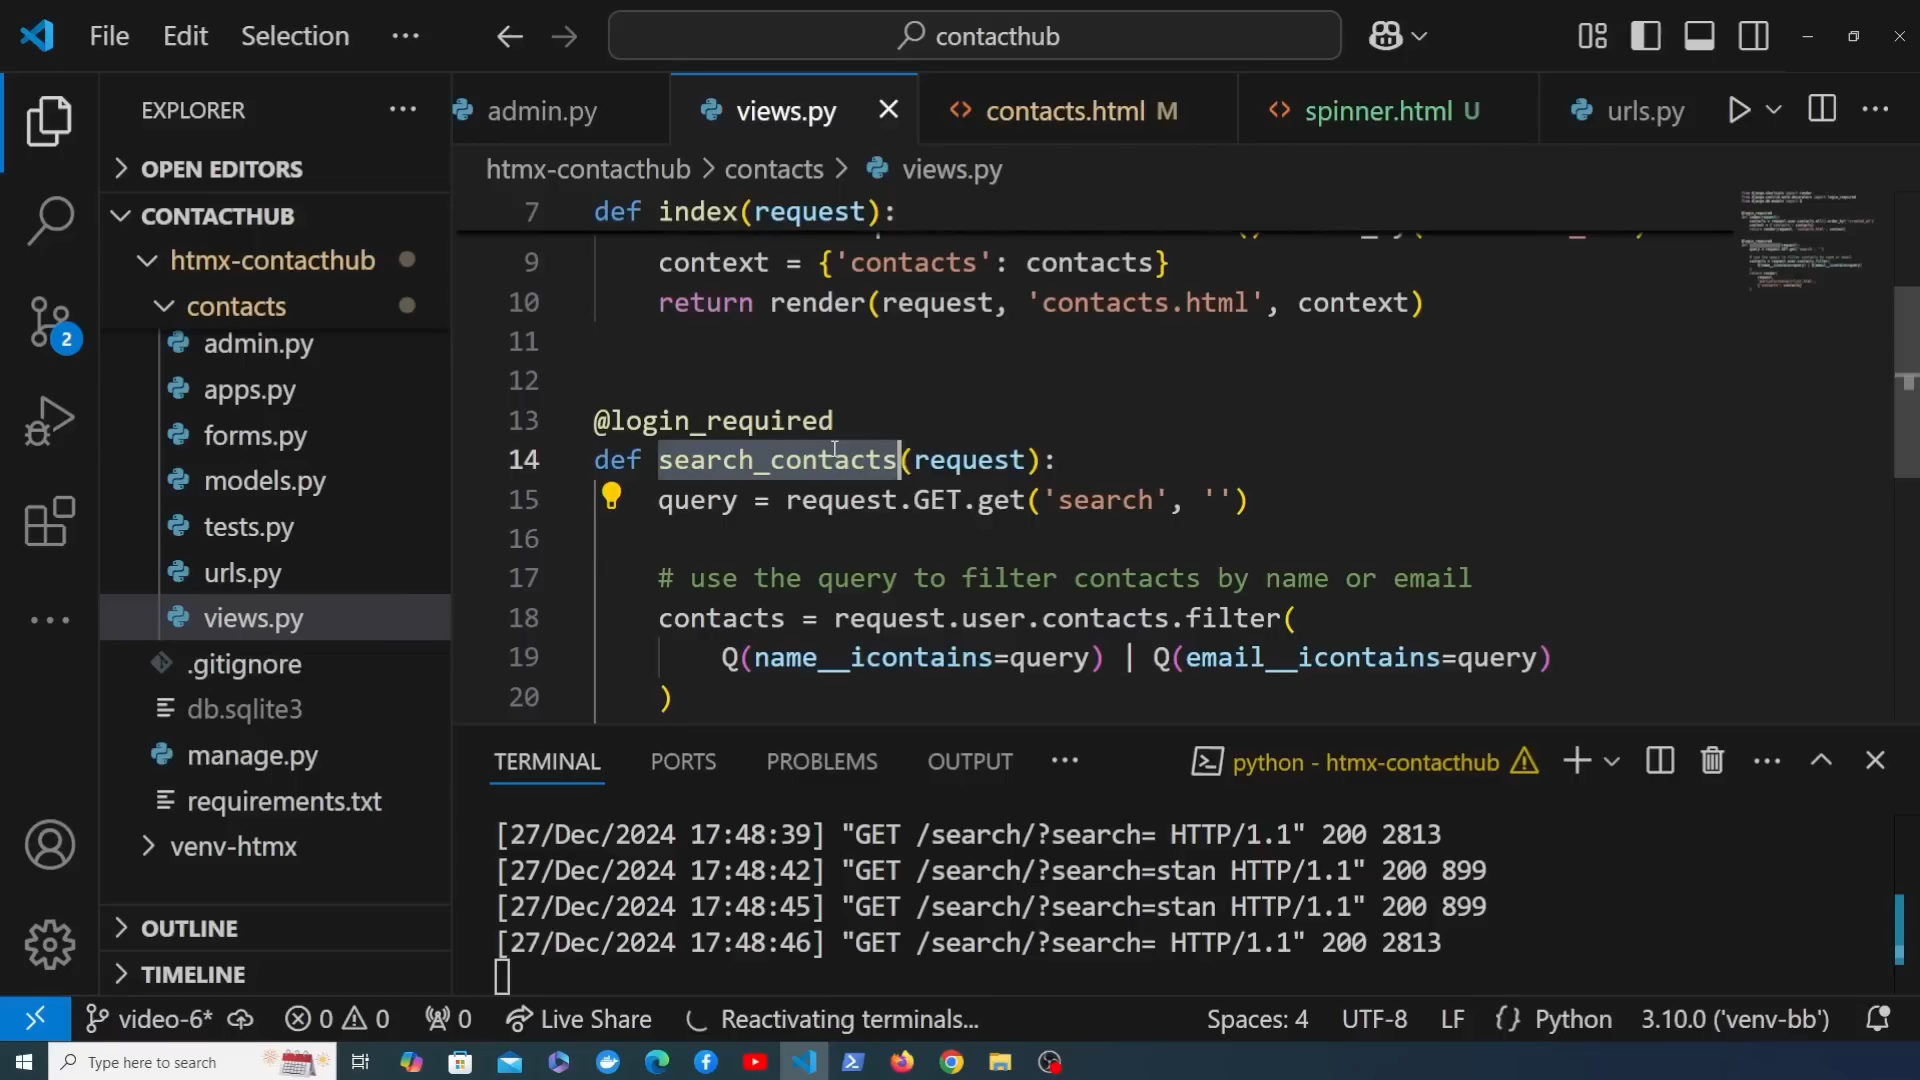 File Edit Selection ··· contacthub
EXPLORER ···
OPEN EDITORS
CONTACTHUB
htmx-contacthub
contacts
admin.py
apps.py
forms.py
models.py
tests.py
urls.py
views.py
.gitignore
db.sqlite3
manage.py
requirements.txt
venv-htmx
OUTLINE
TIMELINE
2
admin.py views.py contacts.html M spinner.html U urls.py
htmx-contacthub > contacts > views.py
7 def index(request):
9 context = {'contacts': contacts}
10 return render(request, 'contacts.html', context)
11
12
13 @login_required
14 def search_contacts(request):
15 query = request.GET.get('search', '')
16
17 # use the query to filter contacts by name or email
18 contacts = request.user.contacts.filter(
19 Q(name__icontains=query) | Q(email__icontains=query)
20 )
TERMINAL PORTS PROBLEMS OUTPUT ··· python - htmx-contacthub
[27/Dec/2024 17:48:39] "GET /search/?search= HTTP/1.1" 200 2813
[27/Dec/2024 17:48:42] "GET /search/?search=stan HTTP/1.1" 200 899
[27/Dec/2024 17:48:45] "GET /search/?search=stan HTTP/1.1" 200 899
[27/Dec/2024 17:48:46] "GET /search/?search= HTTP/1.1" 200 2813
video-6* 0 0 0 Live Share Reactivating terminals... Spaces: 4 UTF-8 LF {} Python 3.10.0 ('venv-bb')
Type here to search